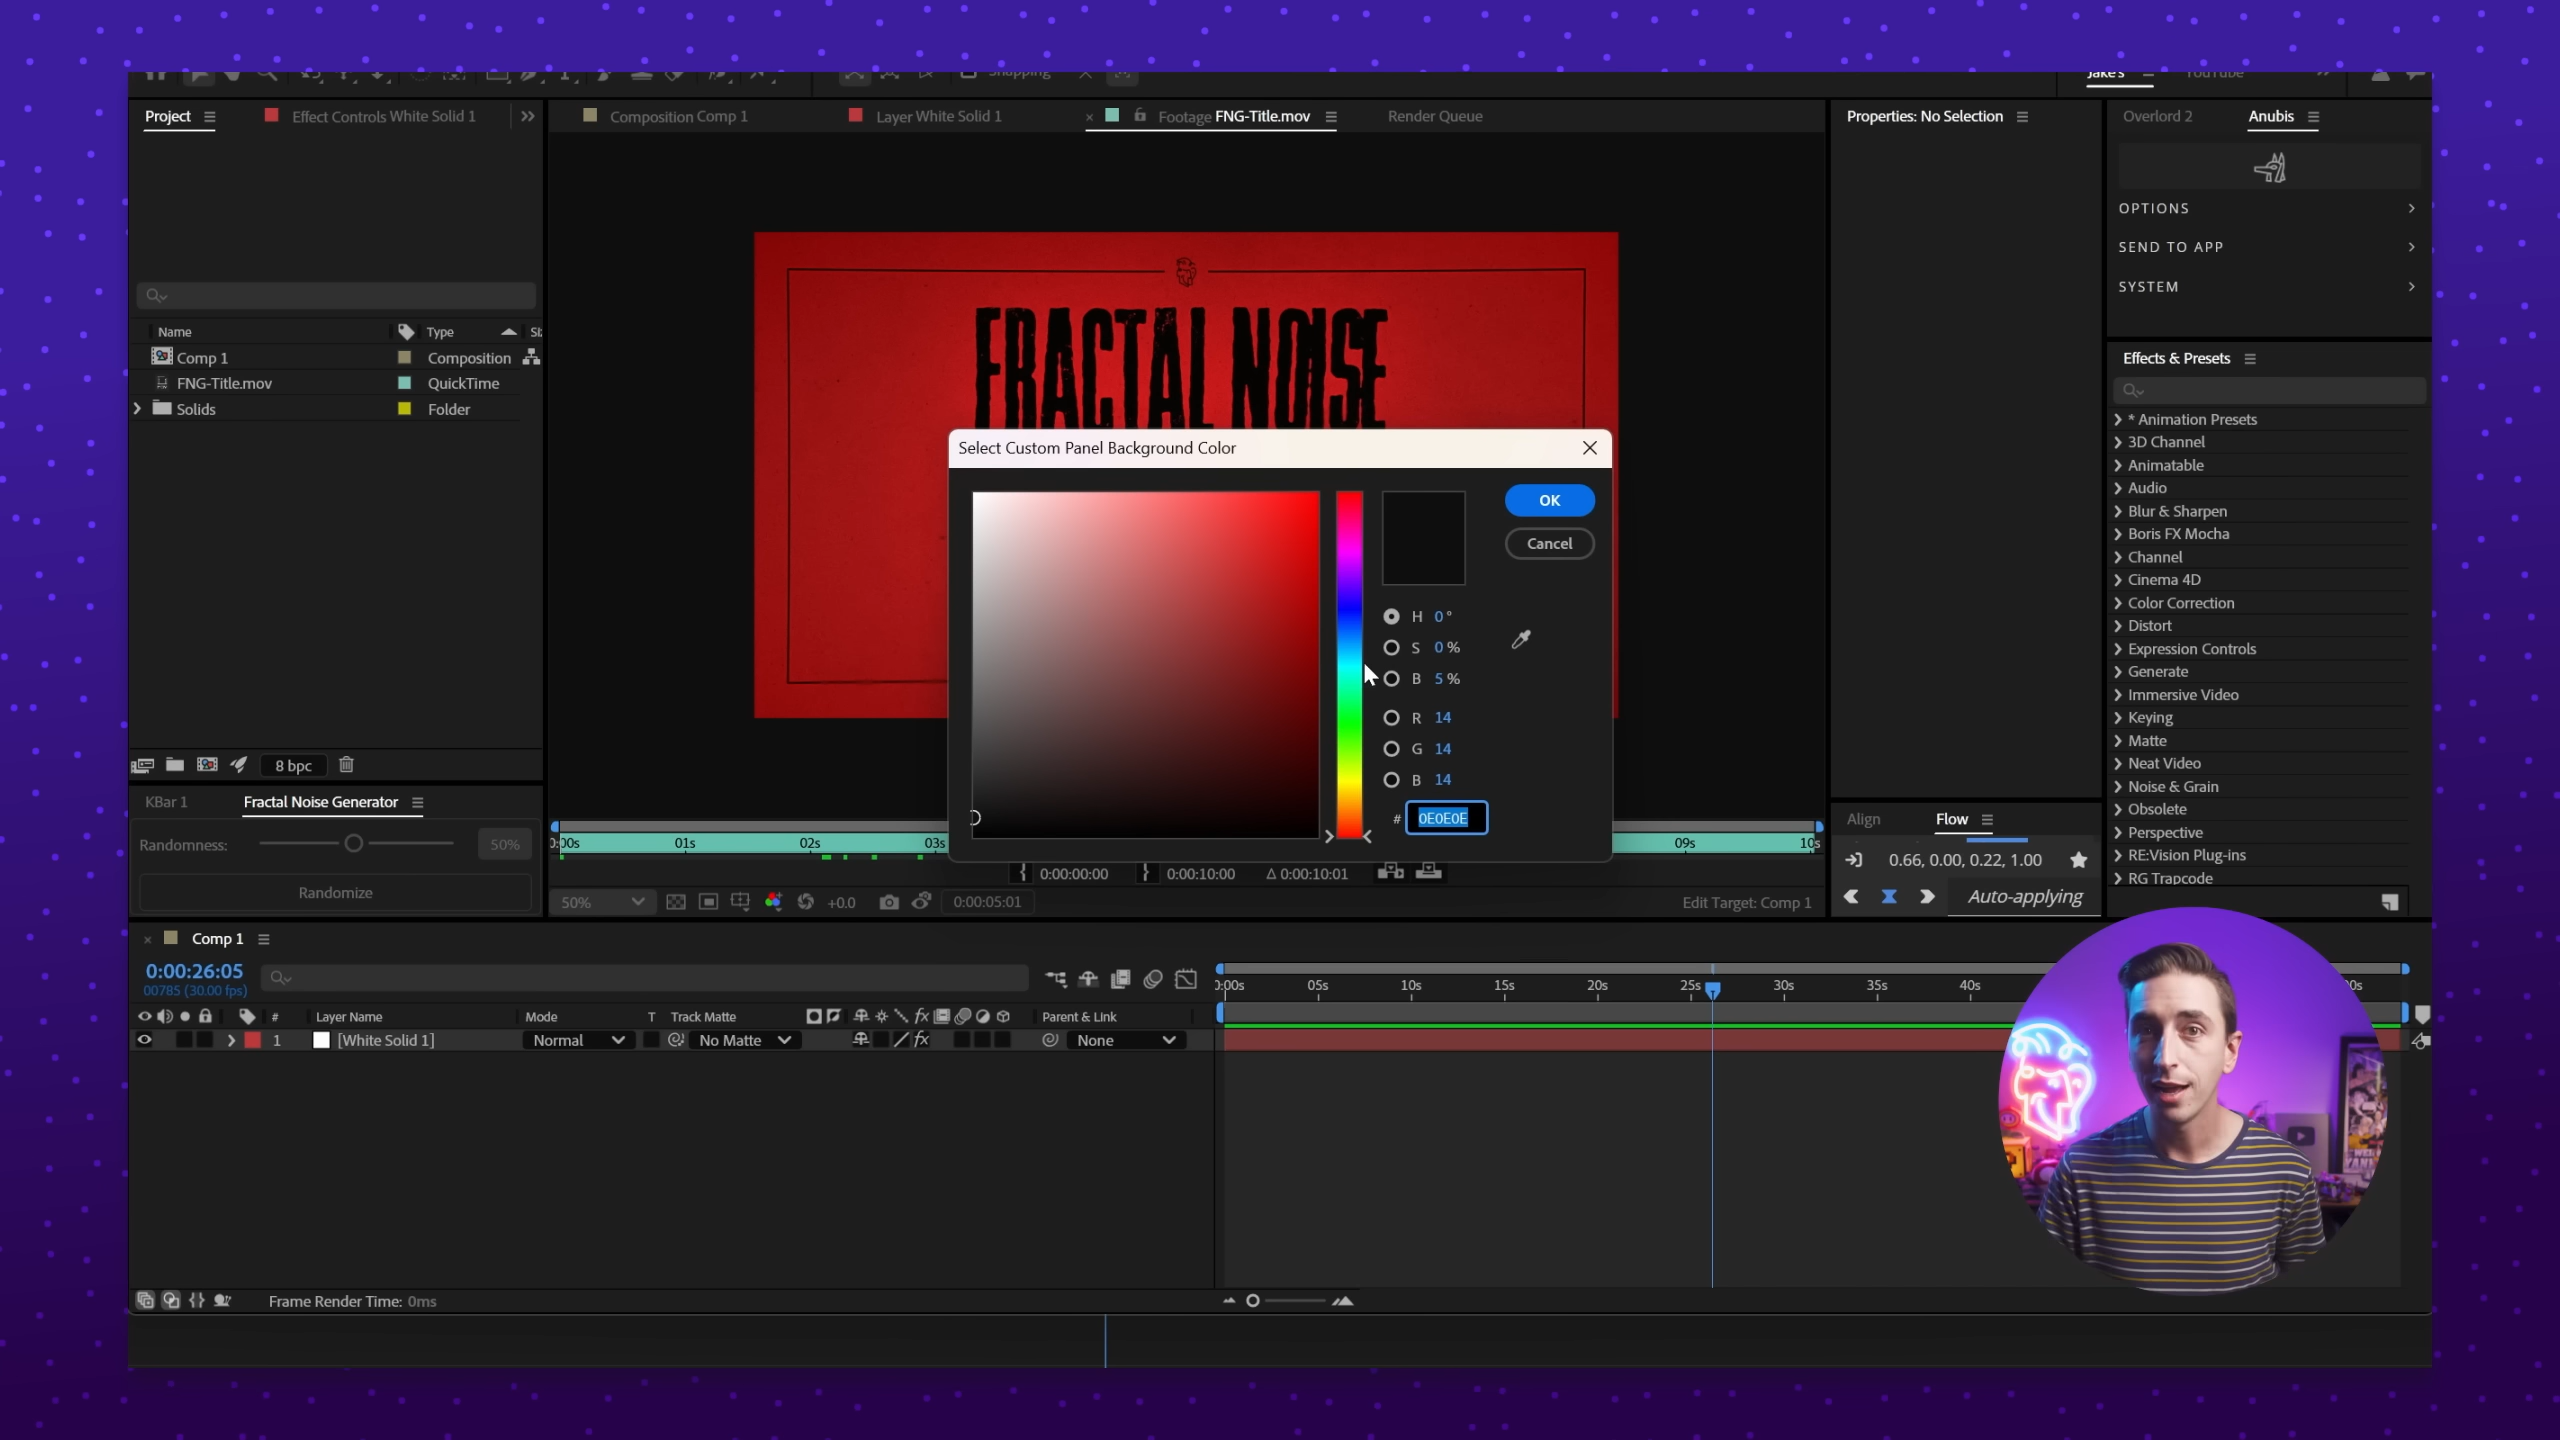 Snapping
Jake's
YouTube
Project
Effect Controls White Solid 1
Composition Comp 1
Layer White Solid 1
Footage FNG-Title.mov
Render Queue
Properties: No Selection
Overlord 2
Anubis
OPTIONS
SEND TO APP
SYSTEM
Name
Type
Comp 1
Composition
FNG-Title.mov
QuickTime
Solids
Folder
8 bpc
KBar 1
Fractal Noise Generator
Randomness:
50%
Randomize
FRACTAL NOISE
Select Custom Panel Background Color
OK
Cancel
H 0°
S 0 %
B 5 %
R 14
G 14
B 14
# 0E0E0E
0:00s 01s 02s 03s 09s 10s
0:00:00:00
0:00:10:00
Δ 0:00:10:01
50%
+0.0
0:00:05:01
Edit Target: Comp 1
Effects & Presets
* Animation Presets
3D Channel
Animatable
Audio
Blur & Sharpen
Boris FX Mocha
Channel
Cinema 4D
Color Correction
Distort
Expression Controls
Generate
Immersive Video
Keying
Matte
Neat Video
Noise & Grain
Obsolete
Perspective
RE:Vision Plug-ins
RG Trapcode
Align
Flow
0.66, 0.00, 0.22, 1.00
Auto-applying
Comp 1
0:00:26:05
00785 (30.00 fps)
0:00s 05s 10s 15s 20s 25s 30s 35s 40s
# Layer Name Mode T Track Matte Parent & Link
1 [White Solid 1] Normal No Matte None
Frame Render Time: 0ms